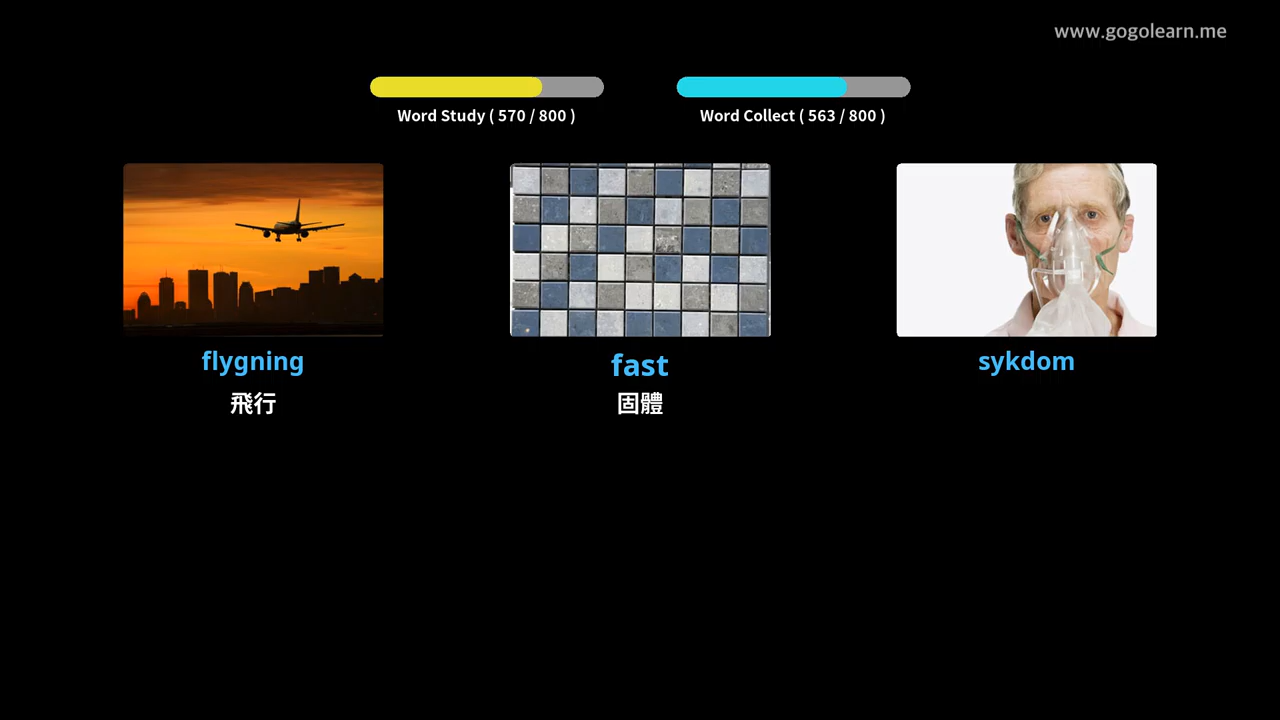 www.gogolearn.me
Word Study ( 570 / 800 )
Word Collect ( 563 / 800 )
flygning
fast
sykdom
飛行
固體